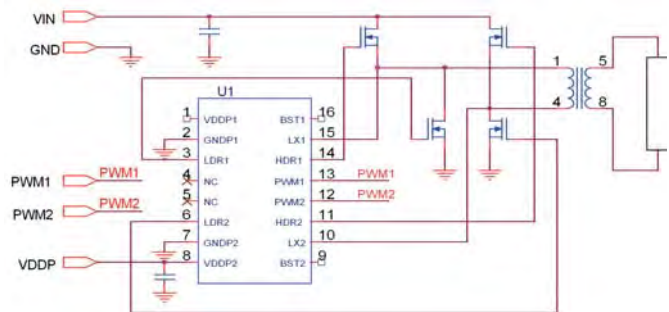 VIN
GND
U1
1 VDDP1 BST1 16
2 GNDP1 LX1 15
3 LDR1 HDR1 14
PWM1 PWM1 4 NC PWM1 13 PWM1
PWM2 PWM2 5 NC PWM2 12 PWM2
6 LDR2 HDR2 11
7 GNDP2 LX2 10
VDDP 8 VDDP2 BST2 9
1 5
4 8